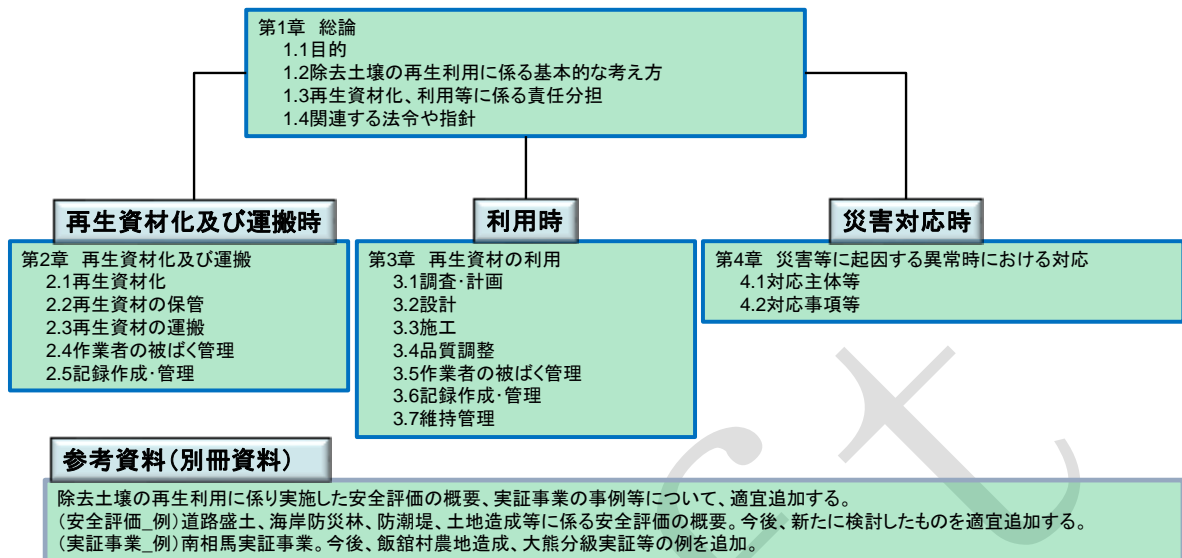 第1章 総論
1.1目的
1.2除去土壌の再生利用に係る基本的な考え方
1.3再生資材化、利用等に係る責任分担
1.4関連する法令や指針
再生資材化及び運搬時
第2章 再生資材化及び運搬
2.1再生資材化
2.2再生資材の保管
2.3再生資材の運搬
2.4作業者の被ばく管理
2.5記録作成・管理
利用時
第3章 再生資材の利用
3.1調査・計画
3.2設計
3.3施工
3.4品質調整
3.5作業者の被ばく管理
3.6記録作成・管理
3.7維持管理
災害対応時
第4章 災害等に起因する異常時における対応
4.1対応主体等
4.2対応事項等
参考資料(別冊資料)
除去土壌の再生利用に係り実施した安全評価の概要、実証事業の事例等について、適宜追加する。
(安全評価_例)道路盛土、海岸防災林、防潮堤、土地造成等に係る安全評価の概要。今後、新たに検討したものを適宜追加する。
(実証事業_例)南相馬実証事業。今後、飯舘村農地造成、大熊分級実証等の例を追加。